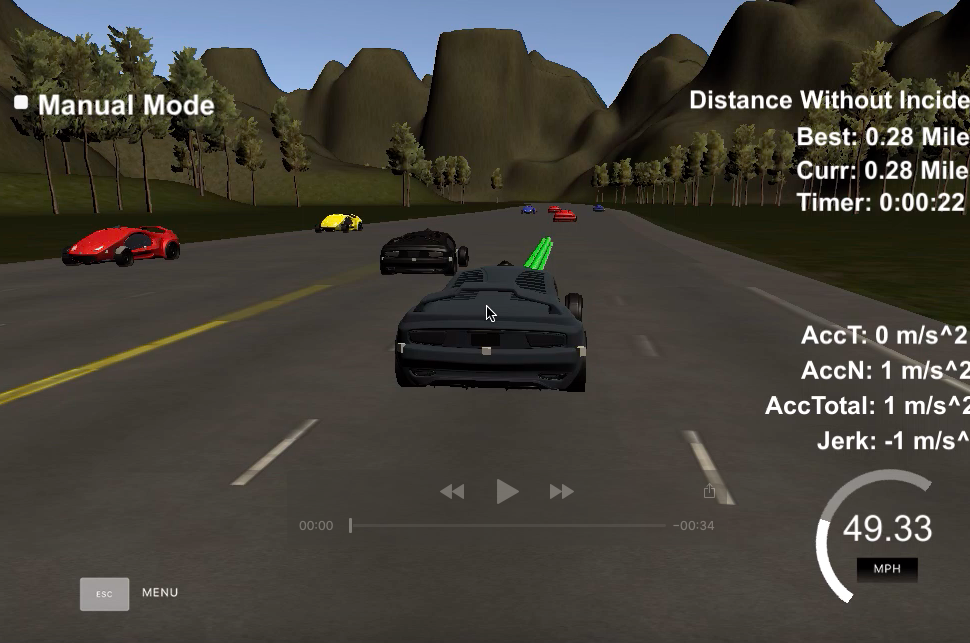 Manual Mode
Distance Without Incide
Best: 0.28 Mile
Curr: 0.28 Mile
Timer: 0:00:22
AccT: 0 m/s^2
AccN: 1 m/s^2
AccTotal: 1 m/s^2
Jerk: -1 m/s^
00:00
-00:34
49.33
MPH
ESC
MENU